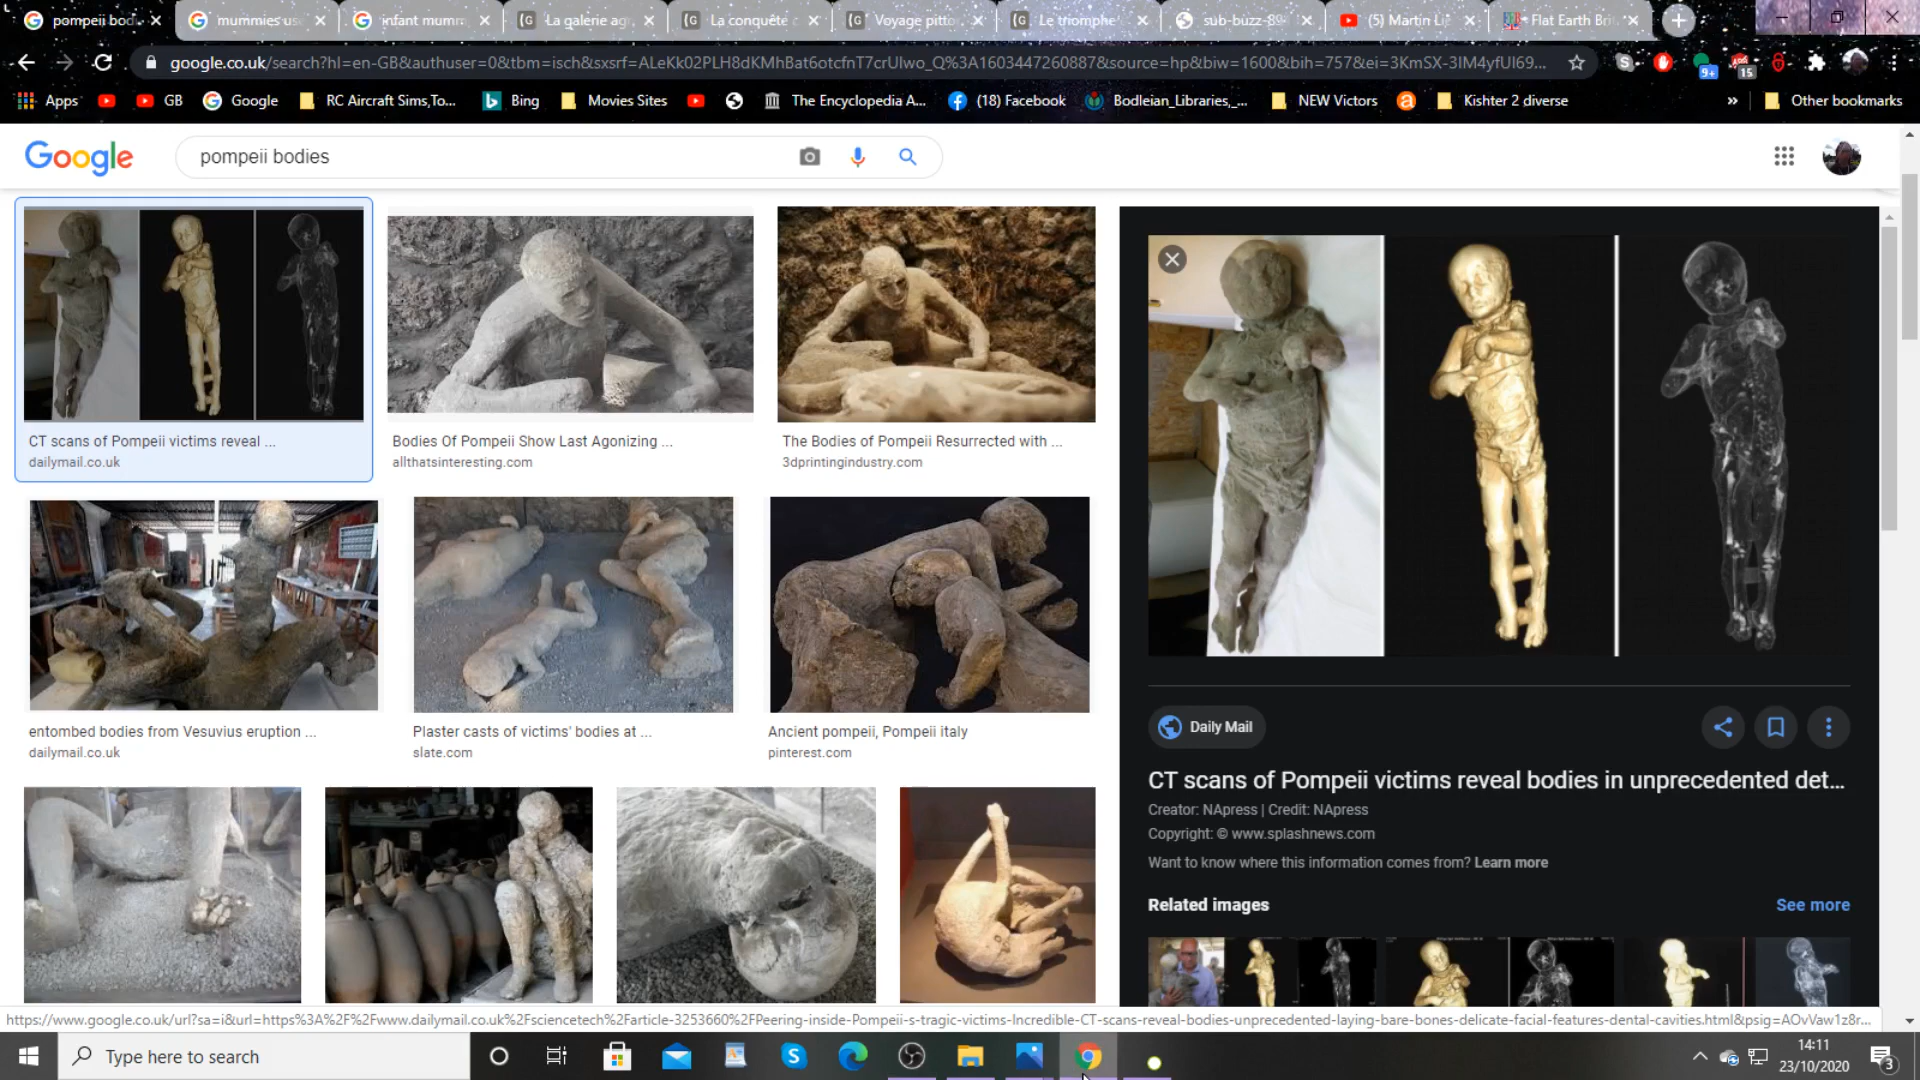 pompeii bod
mummies us
infant mumm
La galerie ag
La conquête
Voyage pitto
Le triomphe
sub-buzz-89
(5) Martin Li
Flat Earth Bri
google.co.uk/search?hl=en-GB&authuser=0&tbm=isch&sxsrf=ALeKk02PLH8dKMhBat6otcfnT7crUlwo_Q%3A1603447260887&source=hp&biw=1600&bih=757&ei=3KmSX-3IM4yfUI69...
9+
15
Apps
GB
Google
RC Aircraft Sims,To...
Bing
Movies Sites
The Encyclopedia A...
(18) Facebook
Bodleian_Libraries,_...
NEW Victors
Kishter 2 diverse
»
Other bookmarks
Google
pompeii bodies
CT scans of Pompeii victims reveal ...
dailymail.co.uk
Bodies Of Pompeii Show Last Agonizing ...
allthatsinteresting.com
The Bodies of Pompeii Resurrected with ...
3dprintingindustry.com
entombed bodies from Vesuvius eruption ...
dailymail.co.uk
Plaster casts of victims' bodies at ...
slate.com
Ancient pompeii, Pompeii italy
pinterest.com
Daily Mail
CT scans of Pompeii victims reveal bodies in unprecedented det...
Creator: NApress | Credit: NApress
Copyright: © www.splashnews.com
Want to know where this information comes from? Learn more
Related images
See more
https://www.google.co.uk/url?sa=i&url=https%3A%2F%2Fwww.dailymail.co.uk%2Fsciencetech%2Farticle-3253660%2FPeering-inside-Pompeii-s-tragic-victims-Incredible-CT-scans-reveal-bodies-unprecedented-laying-bare-bones-delicate-facial-features-dental-cavities.html&psig=AOvVaw1z8r...
Type here to search
14:11
23/10/2020
3